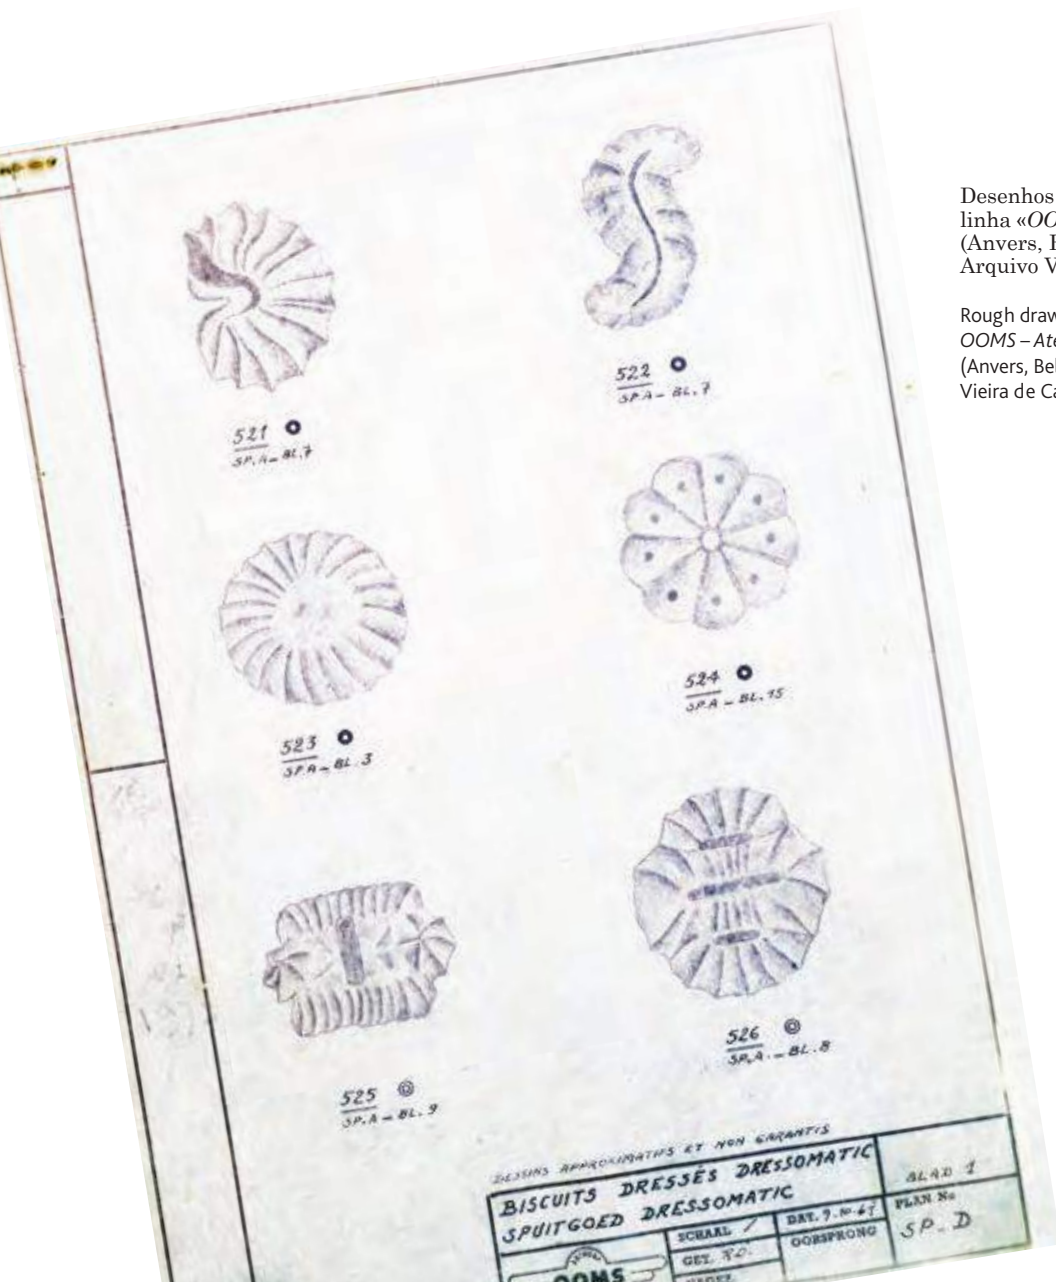 521
SP.A – BL.7
522
SP.A – BL.7
523
SP.A – BL.3
524
SP.A – BL.15
525
SP.A – BL.9
526
SP.A. – BL.8
DESSINS APPROXIMATIFS ET NON GARANTIS
BISCUITS DRESSÉS DRESSOMATIC
SPUITGOED DRESSOMATIC
BLAD 1
SCHAAL /
DAT. 7.10.67
PLAN No
GET.
OORSPRONG
SP. D
OOMS
Desenhos
linha «OO
(Anvers,
Arquivo V
Rough draw
OOMS – Ate
(Anvers, Bel
Vieira de Ca